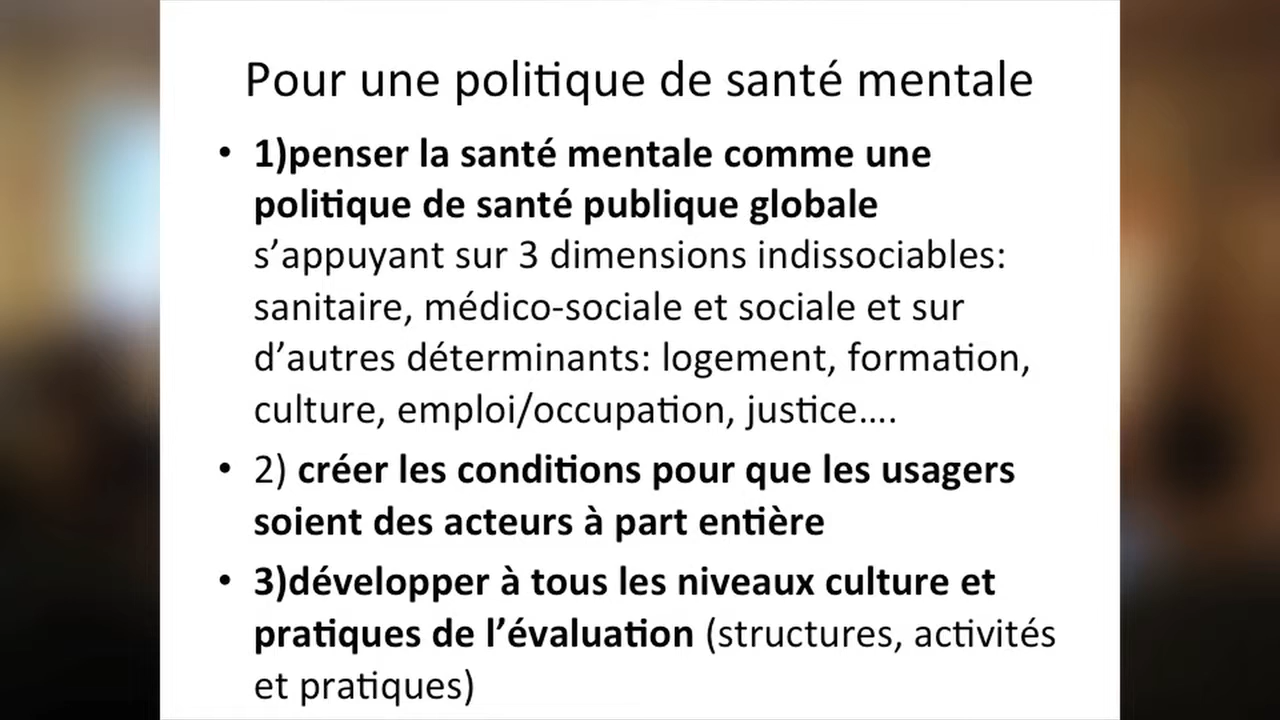 Pour une politique de santé mentale
• 1)penser la santé mentale comme une
politique de santé publique globale
s’appuyant sur 3 dimensions indissociables:
sanitaire, médico-sociale et sociale et sur
d’autres déterminants: logement, formation,
culture, emploi/occupation, justice….
• 2) créer les conditions pour que les usagers
soient des acteurs à part entière
• 3)développer à tous les niveaux culture et
pratiques de l’évaluation (structures, activités
et pratiques)